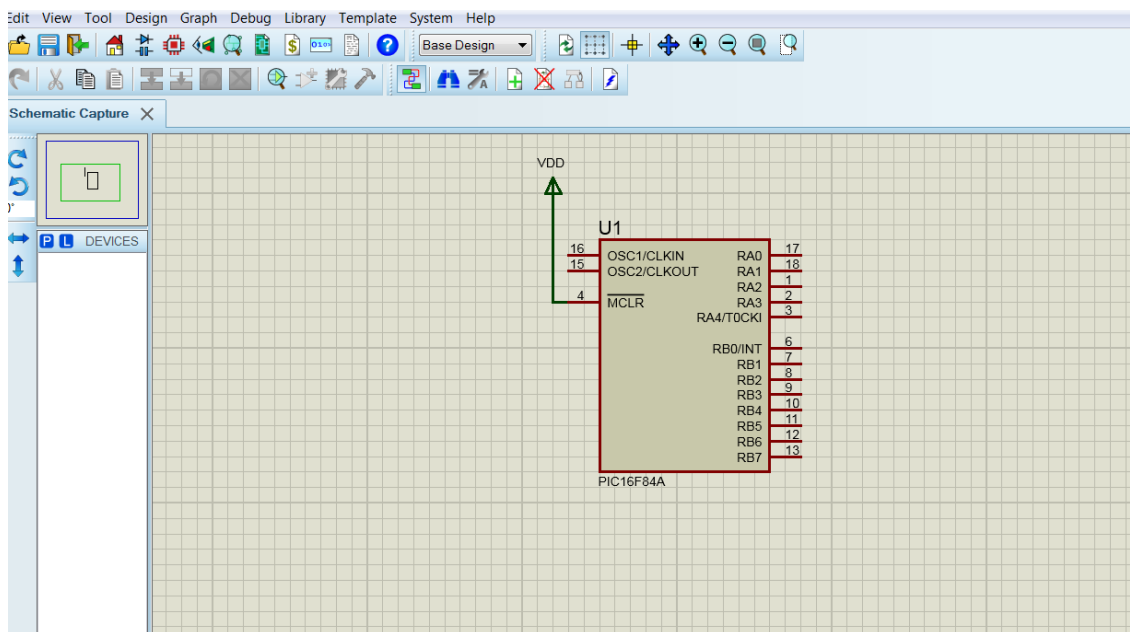 Edit View Tool Design Graph Debug Library Template System Help
Base Design
Schematic Capture
P L DEVICES
VDD
U1
16 OSC1/CLKIN RA0 17
15 OSC2/CLKOUT RA1 18
RA2 1
4 MCLR RA3 2
RA4/T0CKI 3
RB0/INT 6
RB1 7
RB2 8
RB3 9
RB4 10
RB5 11
RB6 12
RB7 13
PIC16F84A